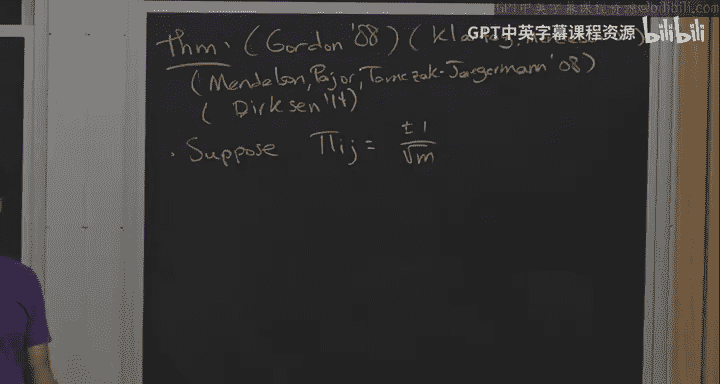 GPT中英字幕课程资源 bilibili
Thm. (Gordon '88) (Klartag,
(Mendelson, Pajor, Tomczak-Jaegermann '08)
(Dirksen '14)
. Suppose Πij = ±1/√m